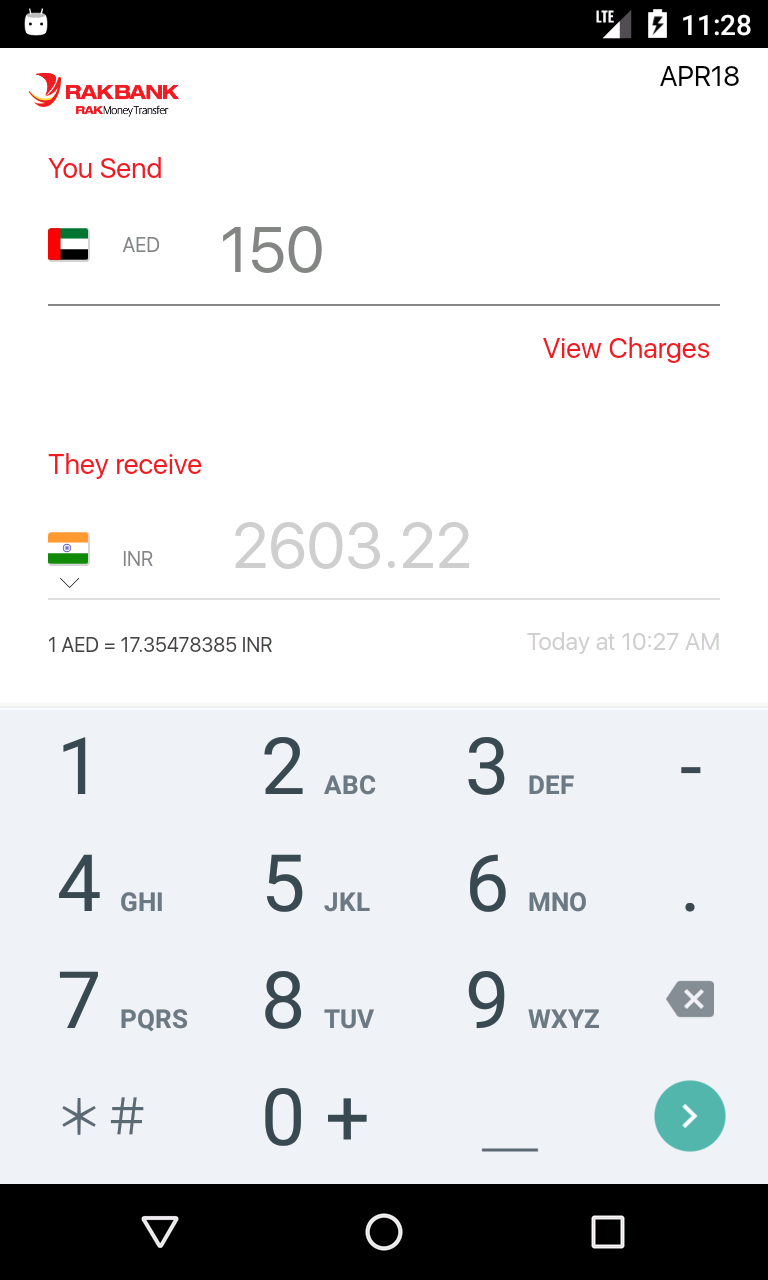 LTE 11:28
RAKBANK
RAKMoneyTransfer
APR18
You Send
AED 150
View Charges
They receive
INR 2603.22
1 AED = 17.35478385 INR
Today at 10:27 AM
1 2 ABC 3 DEF -
4 GHI 5 JKL 6 MNO .
7 PQRS 8 TUV 9 WXYZ
*# 0 + _